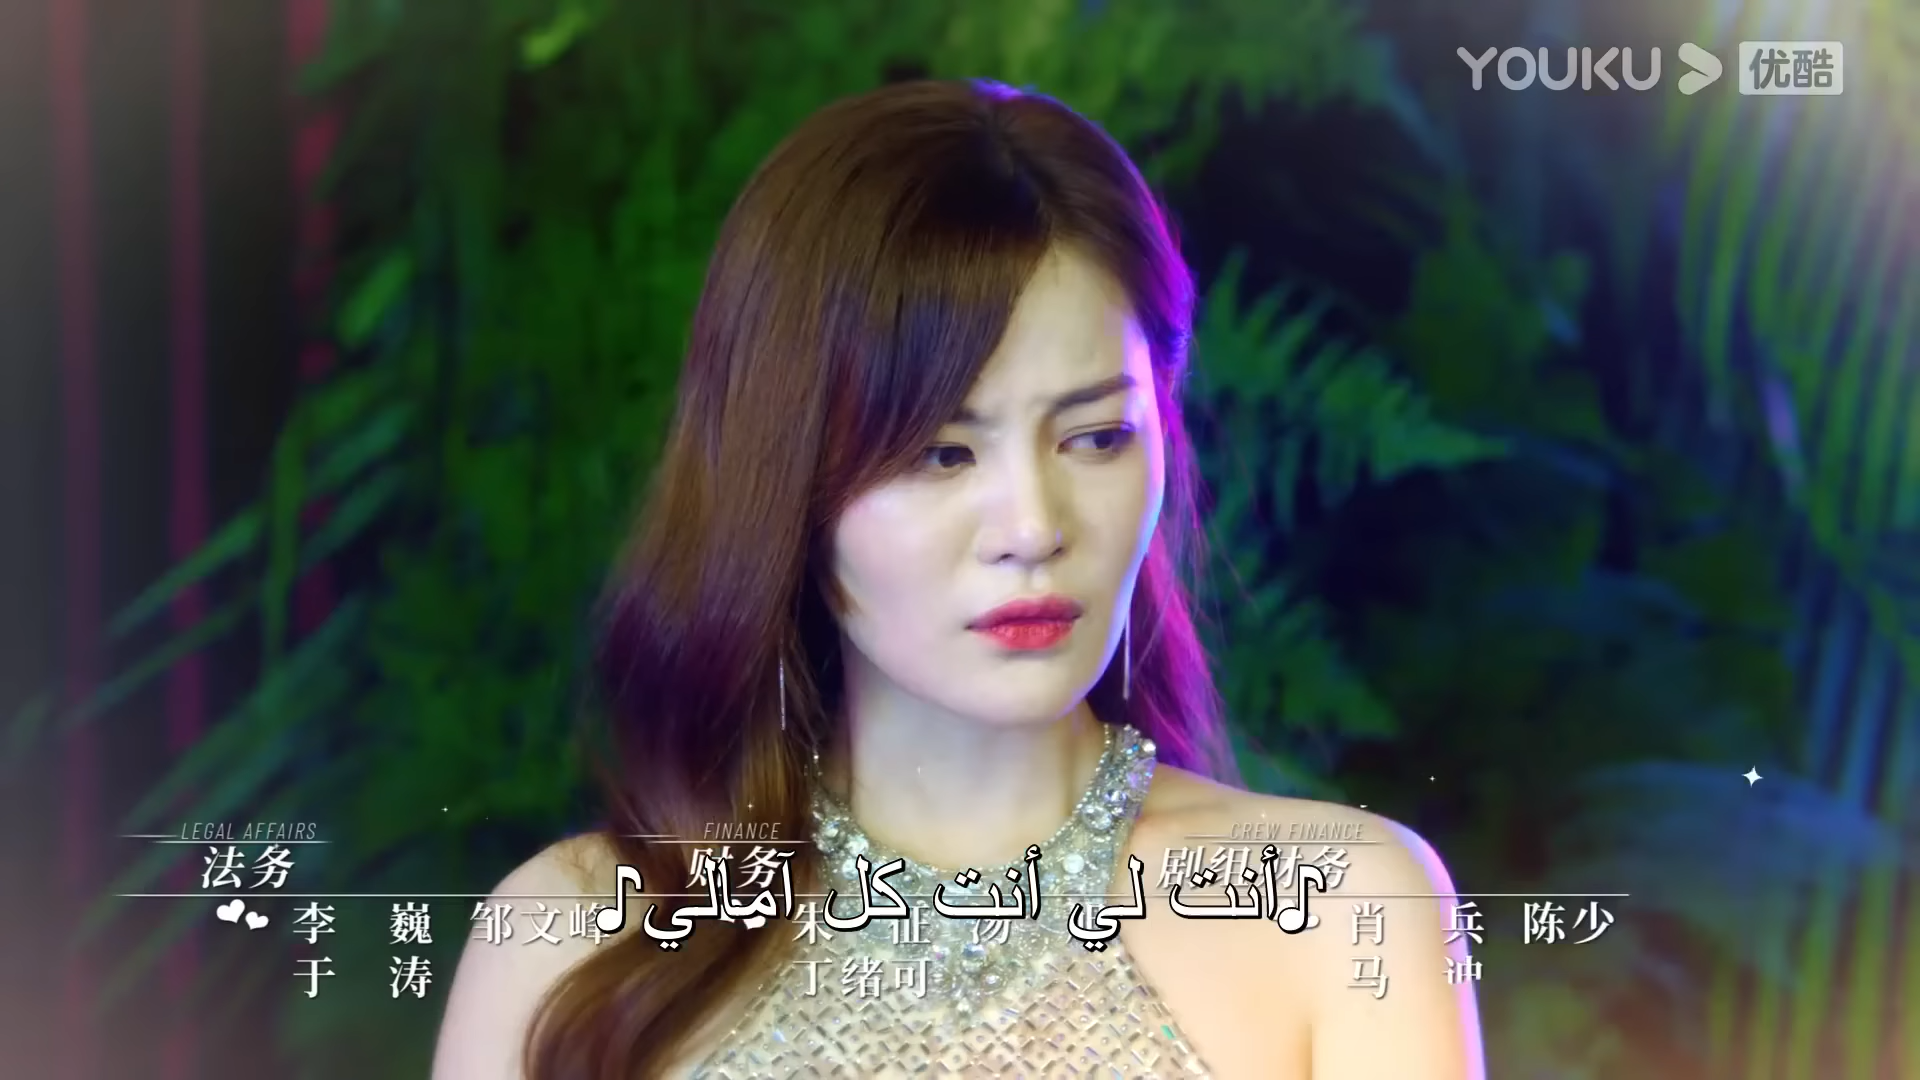 YOUKU 优酷
LEGAL AFFAIRS
法务
李 巍 邹文峰
于 涛
FINANCE
财务
朱 征 汤
丁绪可
CREW FINANCE
剧组财务
肖 兵 陈少
马
♪أنت لي أنت كل آمالي♪